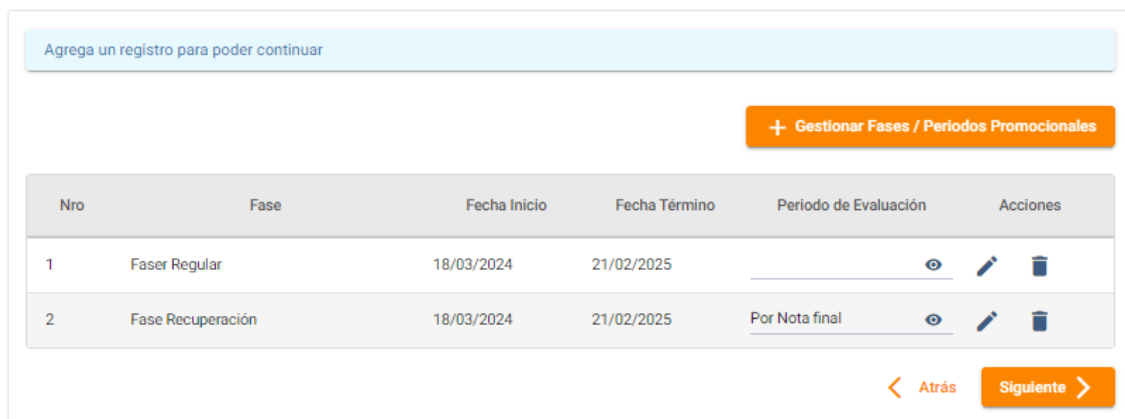 Agrega un registro para poder continuar
+ Gestionar Fases / Periodos Promocionales
Nro Fase Fecha Inicio Fecha Término Periodo de Evaluación Acciones
1 Faser Regular 18/03/2024 21/02/2025
2 Fase Recuperación 18/03/2024 21/02/2025 Por Nota final
Atrás Siguiente